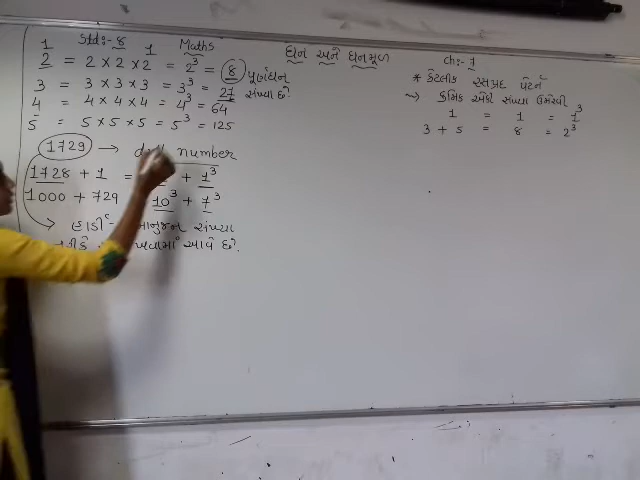 Std:- 8 Maths
ઘન અને ઘનમૂળ
Ch:- 7
1 1
2 = 2 × 2 × 2 = 2³ = 8 પૂર્ણઘન
3 = 3 × 3 × 3 = 3³ = 27 સંખ્યા છે.
4 = 4 × 4 × 4 = 4³ = 64
5 = 5 × 5 × 5 = 5³ = 125
1729 → number
1728 + 1 = + 1³
1000 + 729 10³ + 9³
→ હાર્ડી - સંખ્યા
આવે છે.
* કેટલીક રસપ્રદ પેટર્ન
→ ક્રમિક એકી સંખ્યા ઉમેરવી
1 = 1 = 1³
3 + 5 = 8 = 2³